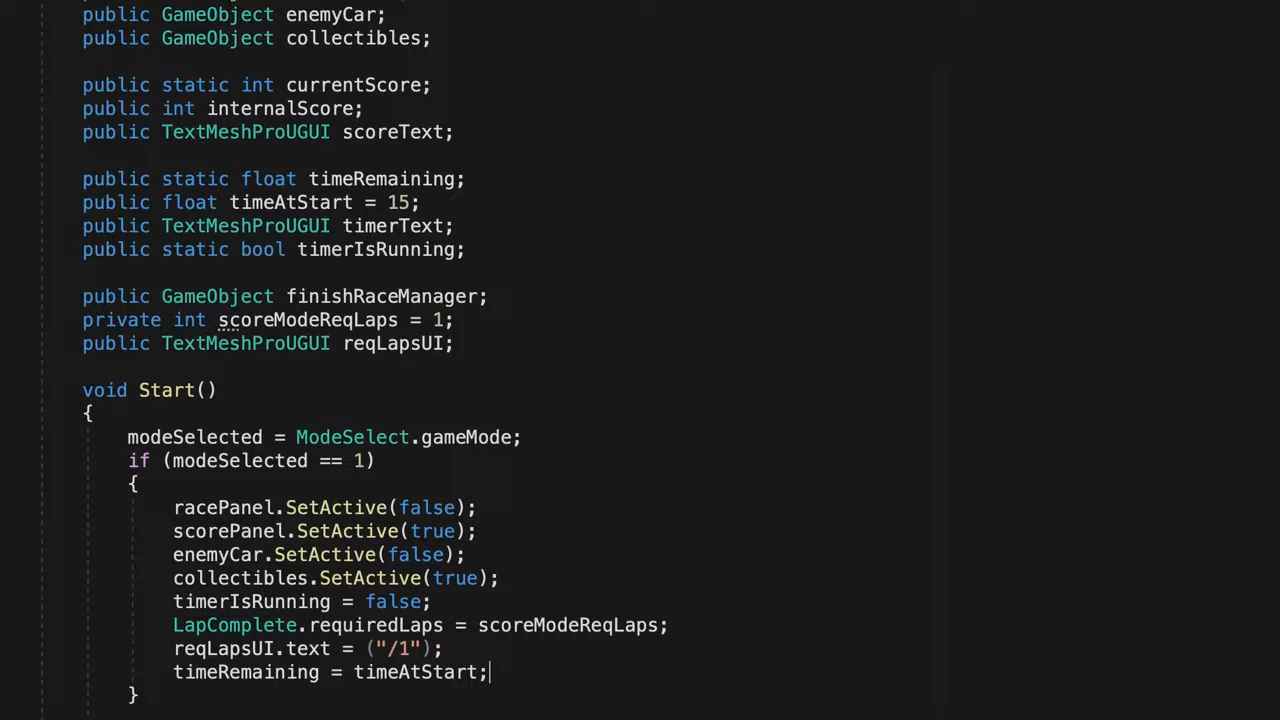 public GameObject enemyCar;
public GameObject collectibles;
public static int currentScore;
public int internalScore;
public TextMeshProUGUI scoreText;
public static float timeRemaining;
public float timeAtStart = 15;
public TextMeshProUGUI timerText;
public static bool timerIsRunning;
public GameObject finishRaceManager;
private int scoreModeReqLaps = 1;
public TextMeshProUGUI reqLapsUI;
void Start()
{
modeSelected = ModeSelect.gameMode;
if (modeSelected == 1)
{
racePanel.SetActive(false);
scorePanel.SetActive(true);
enemyCar.SetActive(false);
collectibles.SetActive(true);
timerIsRunning = false;
LapComplete.requiredLaps = scoreModeReqLaps;
reqLapsUI.text = ("/1");
timeRemaining = timeAtStart;
}